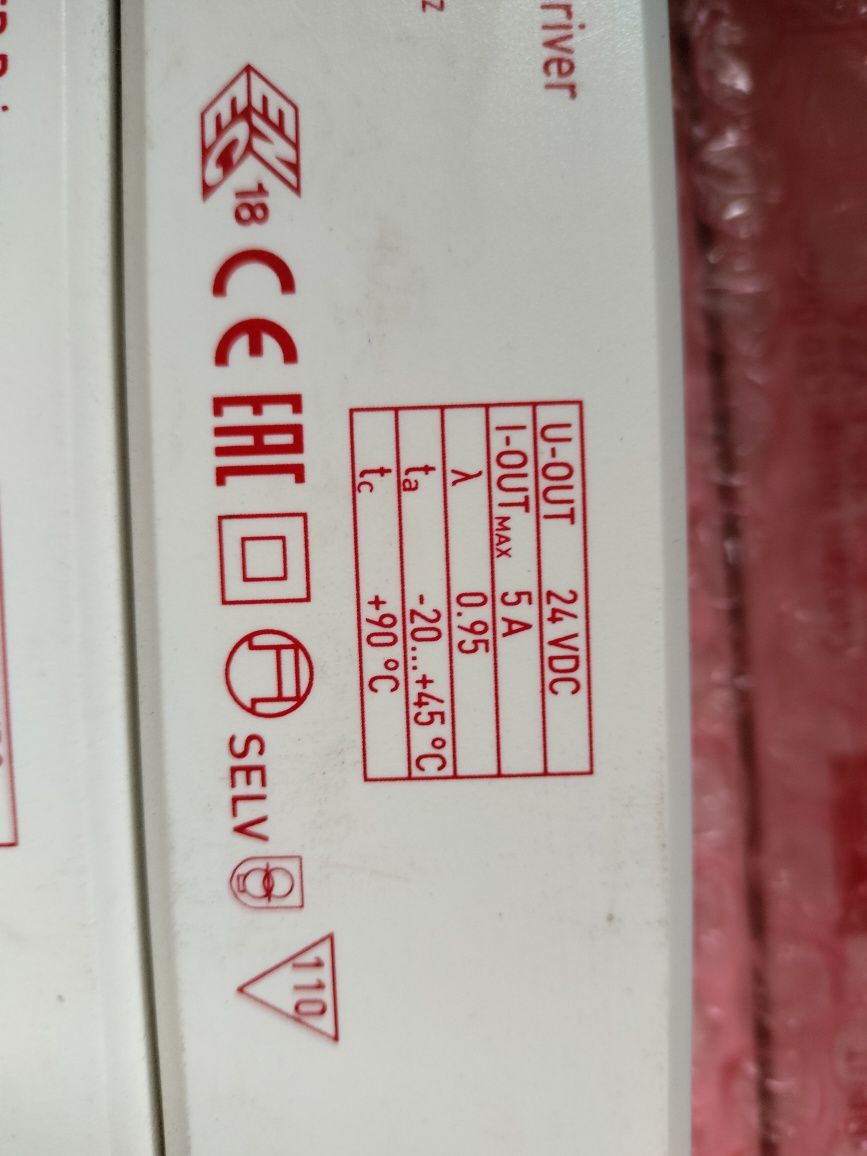 river
z
U-OUT 24 VDC
I-OUT MAX 5 A
λ 0.95
ta -20...+45 °C
tc +90 °C
ENEC 18 CE EAC SELV 110